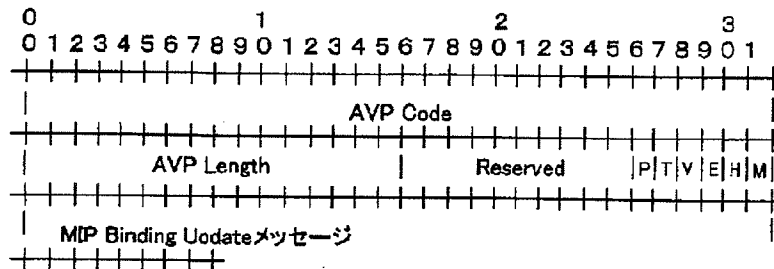 0 1 2 3
0 1 2 3 4 5 6 7 8 9 0 1 2 3 4 5 6 7 8 9 0 1 2 3 4 5 6 7 8 9 0 1
AVP Code
AVP Length Reserved P T V E H M
MIP Binding Uodateメッセージ